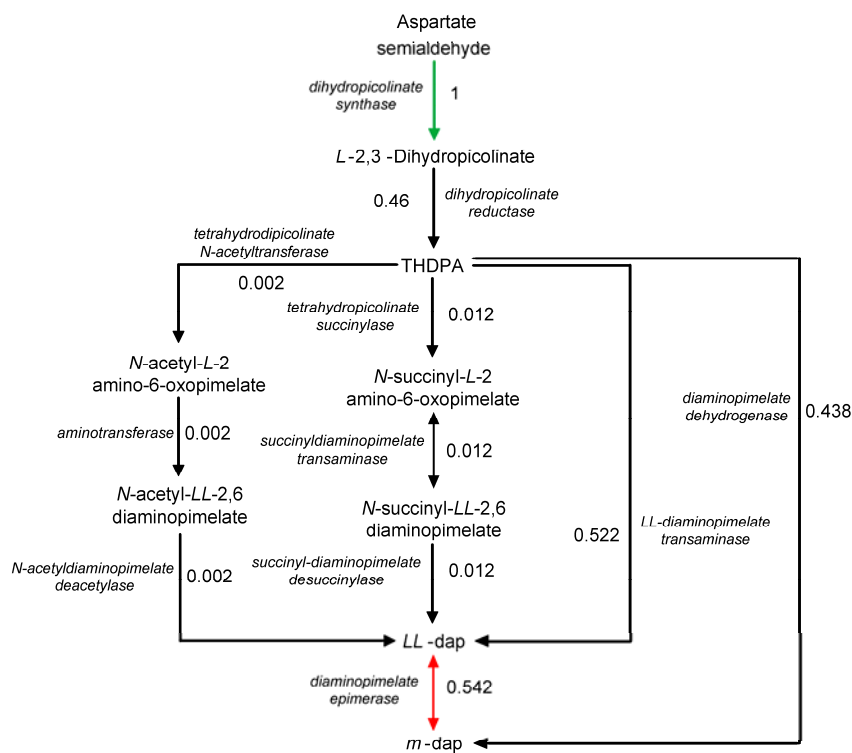 Aspartate
semialdehyde
dihydropicolinate
synthase
1
L-2,3 -Dihydropicolinate
0.46
dihydropicolinate
reductase
tetrahydrodipicolinate
N-acetyltransferase
THDPA
0.002
tetrahydropicolinate
succinylase
0.012
N-acetyl-L-2
amino-6-oxopimelate
N-succinyl-L-2
amino-6-oxopimelate
diaminopimelate
dehydrogenase
0.438
aminotransferase
0.002
succinyldiaminopimelate
transaminase
0.012
N-acetyl-LL-2,6
diaminopimelate
N-succinyl-LL-2,6
diaminopimelate
0.522
LL-diaminopimelate
transaminase
N-acetyldiaminopimelate
deacetylase
0.002
succinyl-diaminopimelate
desuccinylase
0.012
LL -dap
diaminopimelate
epimerase
0.542
m -dap